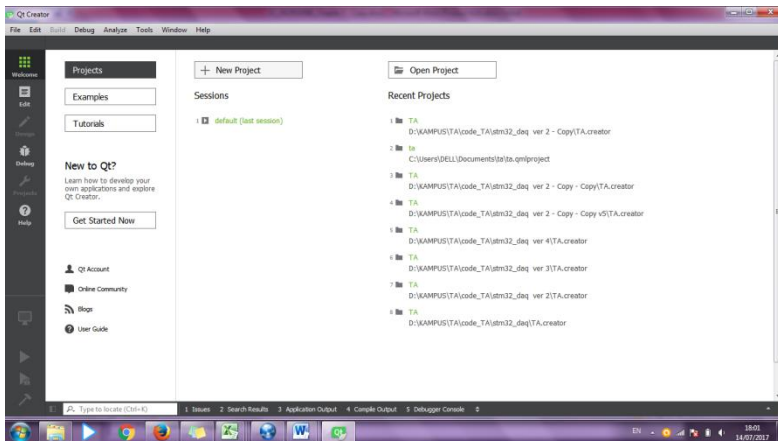 Qt Creator
File Edit Build Debug Analyze Tools Window Help
Welcome
Edit
Design
Debug
Projects
Help
Projects
Examples
Tutorials
New to Qt?
Learn how to develop your
own applications and explore
Qt Creator.
Get Started Now
Qt Account
Online Community
Blogs
User Guide
+ New Project
Sessions
1 default (last session)
Open Project
Recent Projects
1 TA
D:\KAMPUS\TA\code_TA\stm32_daq ver 2 - Copy\TA.creator
2 ta
C:\Users\DELL\Documents\ta\ta.qmlproject
3 TA
D:\KAMPUS\TA\code_TA\stm32_daq ver 2 - Copy - Copy\TA.creator
4 TA
D:\KAMPUS\TA\code_TA\stm32_daq ver 2 - Copy - Copy v5\TA.creator
5 TA
D:\KAMPUS\TA\code_TA\stm32_daq ver 4\TA.creator
6 TA
D:\KAMPUS\TA\code_TA\stm32_daq ver 3\TA.creator
7 TA
D:\KAMPUS\TA\code_TA\stm32_daq ver 2\TA.creator
8 TA
D:\KAMPUS\TA\code_TA\stm32_daq\TA.creator
Type to locate (Ctrl+K) 1 Issues 2 Search Results 3 Application Output 4 Compile Output 5 Debugger Console
EN 18:01
14/07/2017